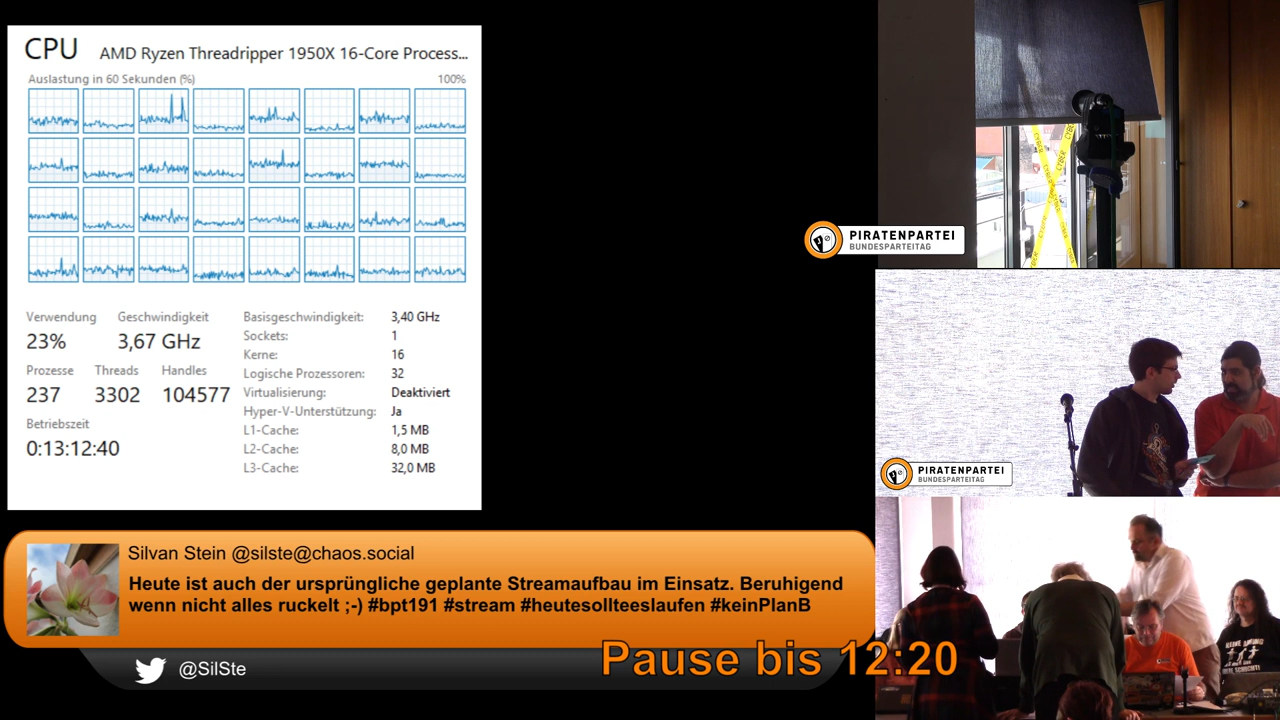 CPU AMD Ryzen Threadripper 1950X 16-Core Process...
Auslastung in 60 Sekunden (%) 100%
Verwendung Geschwindigkeit
23% 3,67 GHz
Prozesse Threads Handles
237 3302 104577
Betriebszeit
0:13:12:40
Basisgeschwindigkeit: 3,40 GHz
Sockets: 1
Kerne: 16
Logische Prozessoren: 32
Virtualisierung: Deaktiviert
Hyper-V-Unterstützung: Ja
L1-Cache: 1,5 MB
L2-Cache: 8,0 MB
L3-Cache: 32,0 MB
CYBER
CYBER
PIRATENPARTEI
BUNDESPARTEITAG
PIRATENPARTEI
BUNDESPARTEITAG
Silvan Stein @silste@chaos.social
Heute ist auch der ursprüngliche geplante Streamaufbau im Einsatz. Beruhigend
wenn nicht alles ruckelt ;-) #bpt191 #stream #heutesollteeslaufen #keinPlanB
@SilSte
Pause bis 12:20